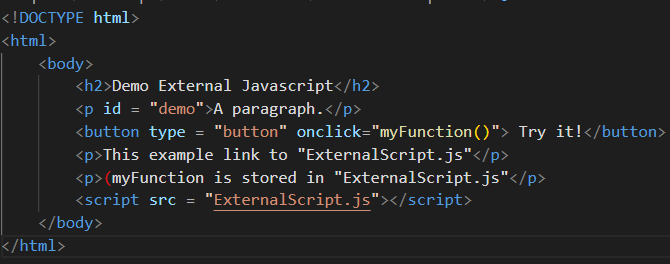 <!DOCTYPE html>
<html>
<body>
<h2>Demo External Javascript</h2>
<p id = "demo">A paragraph.</p>
<button type = "button" onclick="myFunction()"> Try it!</button>
<p>This example link to "ExternalScript.js"</p>
<p>(myFunction is stored in "ExternalScript.js"</p>
<script src = "ExternalScript.js"></script>
</body>
</html>